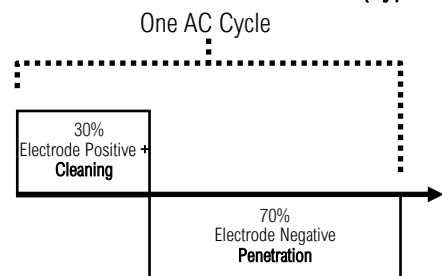 One AC Cycle
30%
Electrode Positive +
Cleaning
70%
Electrode Negative
Penetration